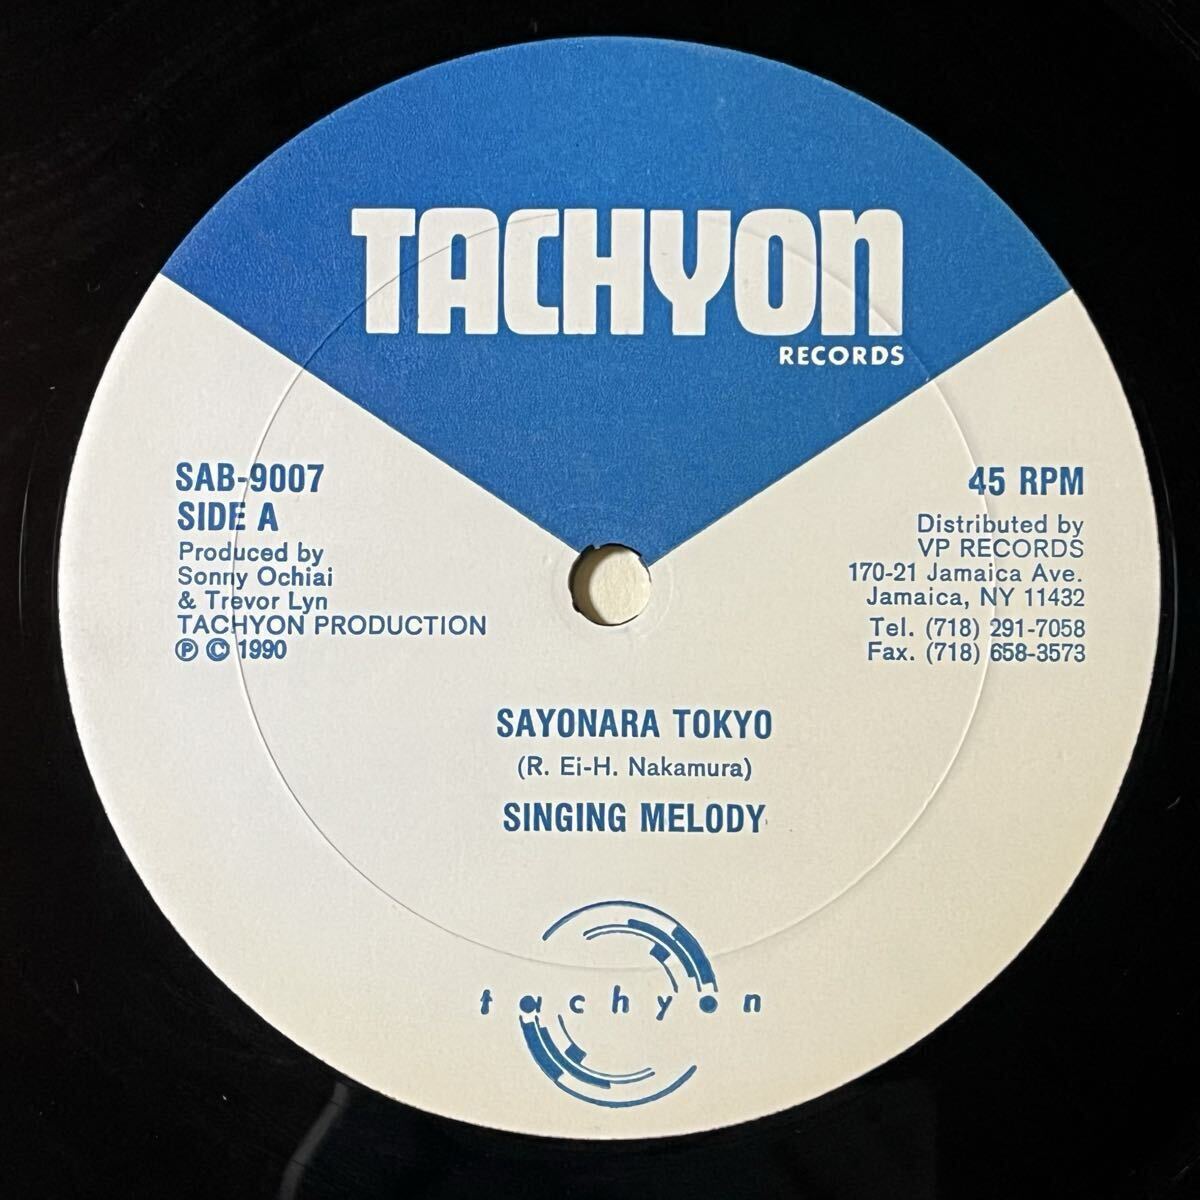 TACHYON
RECORDS
SAB-9007
SIDE A
Produced by
Sonny Ochiai
& Trevor Lyn
TACHYON PRODUCTION
℗ © 1990
45 RPM
Distributed by
VP RECORDS
170-21 Jamaica Ave.
Jamaica, NY 11432
Tel. (718) 291-7058
Fax. (718) 658-3573
SAYONARA TOKYO
(R. Ei-H. Nakamura)
SINGING MELODY
tachyon